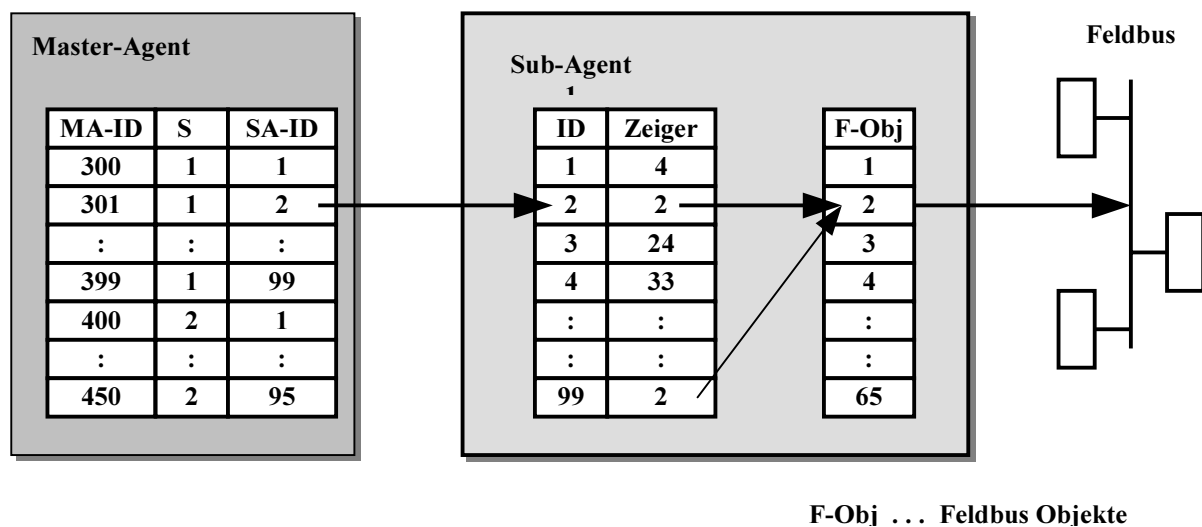 Master-Agent
MA-ID S SA-ID
300 1 1
301 1 2
: : :
399 1 99
400 2 1
: : :
450 2 95
Sub-Agent
1
ID Zeiger
1 4
2 2
3 24
4 33
: :
: :
99 2
F-Obj
1
2
3
4
:
:
65
Feldbus
F-Obj . . . Feldbus Objekte